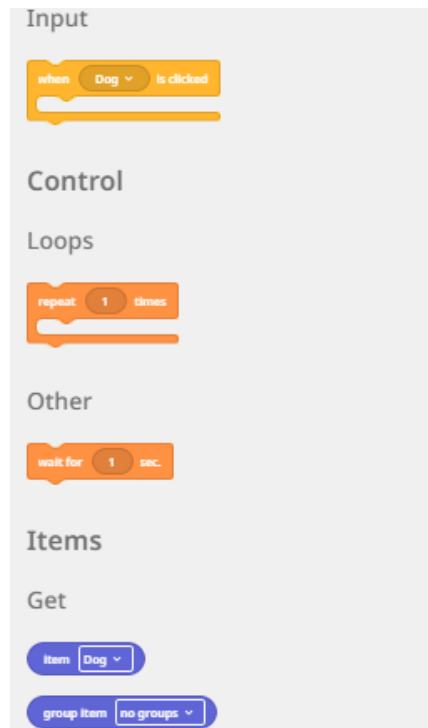 Input
when Dog is clicked
Control
Loops
repeat 1 times
Other
wait for 1 sec.
Items
Get
item Dog
group item no groups